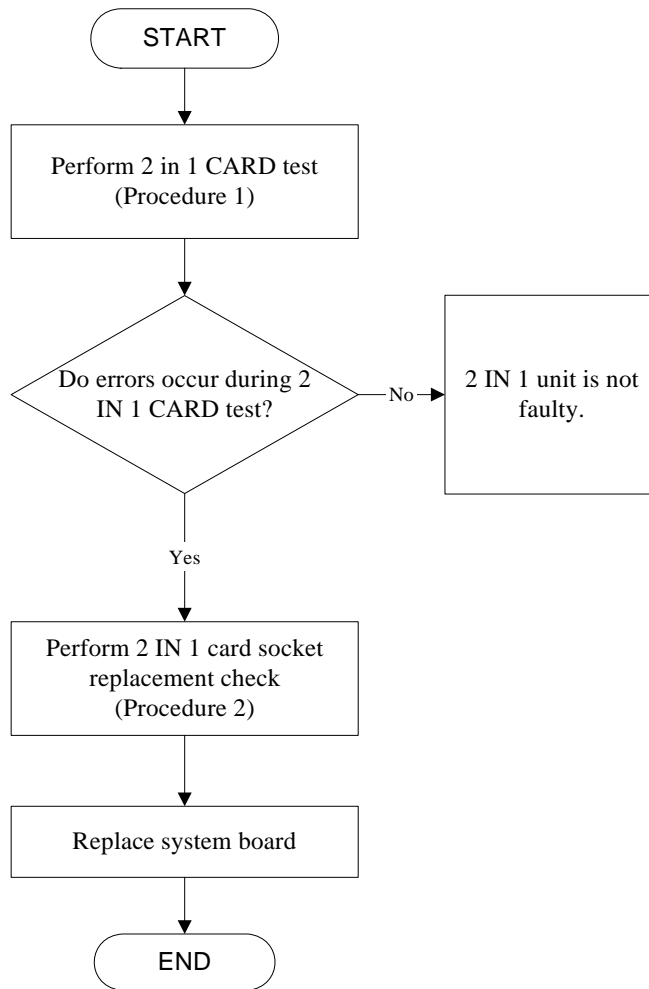 START
Perform 2 in 1 CARD test
(Procedure 1)
Do errors occur during 2
IN 1 CARD test?
No
2 IN 1 unit is not
faulty.
Yes
Perform 2 IN 1 card socket
replacement check
(Procedure 2)
Replace system board
END